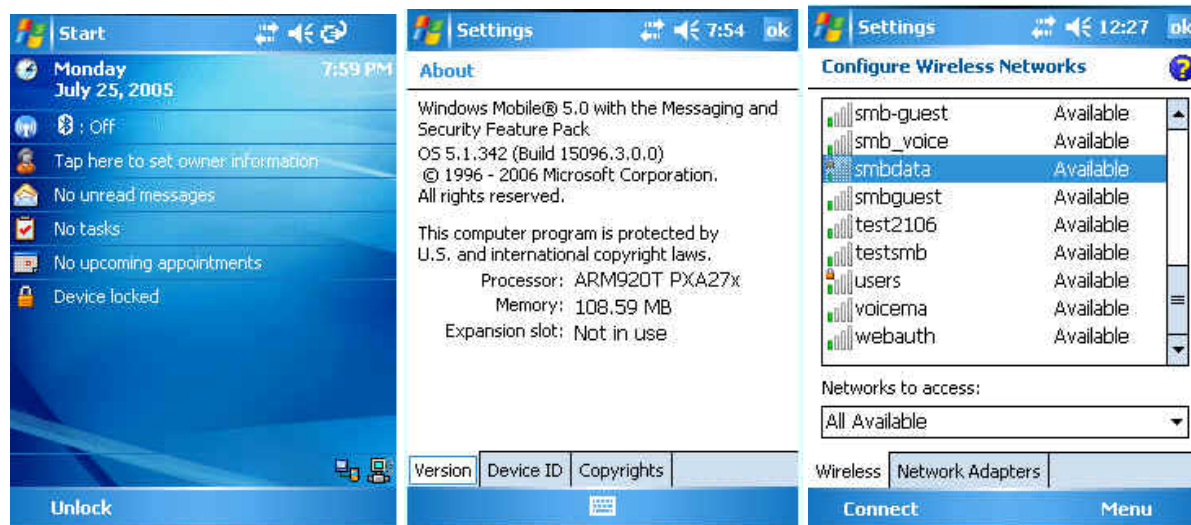 Start
Monday
7:59 PM
July 25, 2005
: Off
Tap here to set owner information
No unread messages
No tasks
No upcoming appointments
Device locked
Unlock
Settings
7:54
ok
About
Windows Mobile® 5.0 with the Messaging and
Security Feature Pack
OS 5.1.342 (Build 15096.3.0.0)
© 1996 - 2006 Microsoft Corporation.
All rights reserved.
This computer program is protected by
U.S. and international copyright laws.
Processor: ARM920T PXA27x
Memory: 108.59 MB
Expansion slot: Not in use
Version
Device ID
Copyrights
Settings
12:27
ok
Configure Wireless Networks
smb-guest Available
smb_voice Available
smbdata Available
smbguest Available
test2106 Available
testsmb Available
users Available
voicema Available
webauth Available
Networks to access:
All Available
Wireless
Network Adapters
Connect
Menu